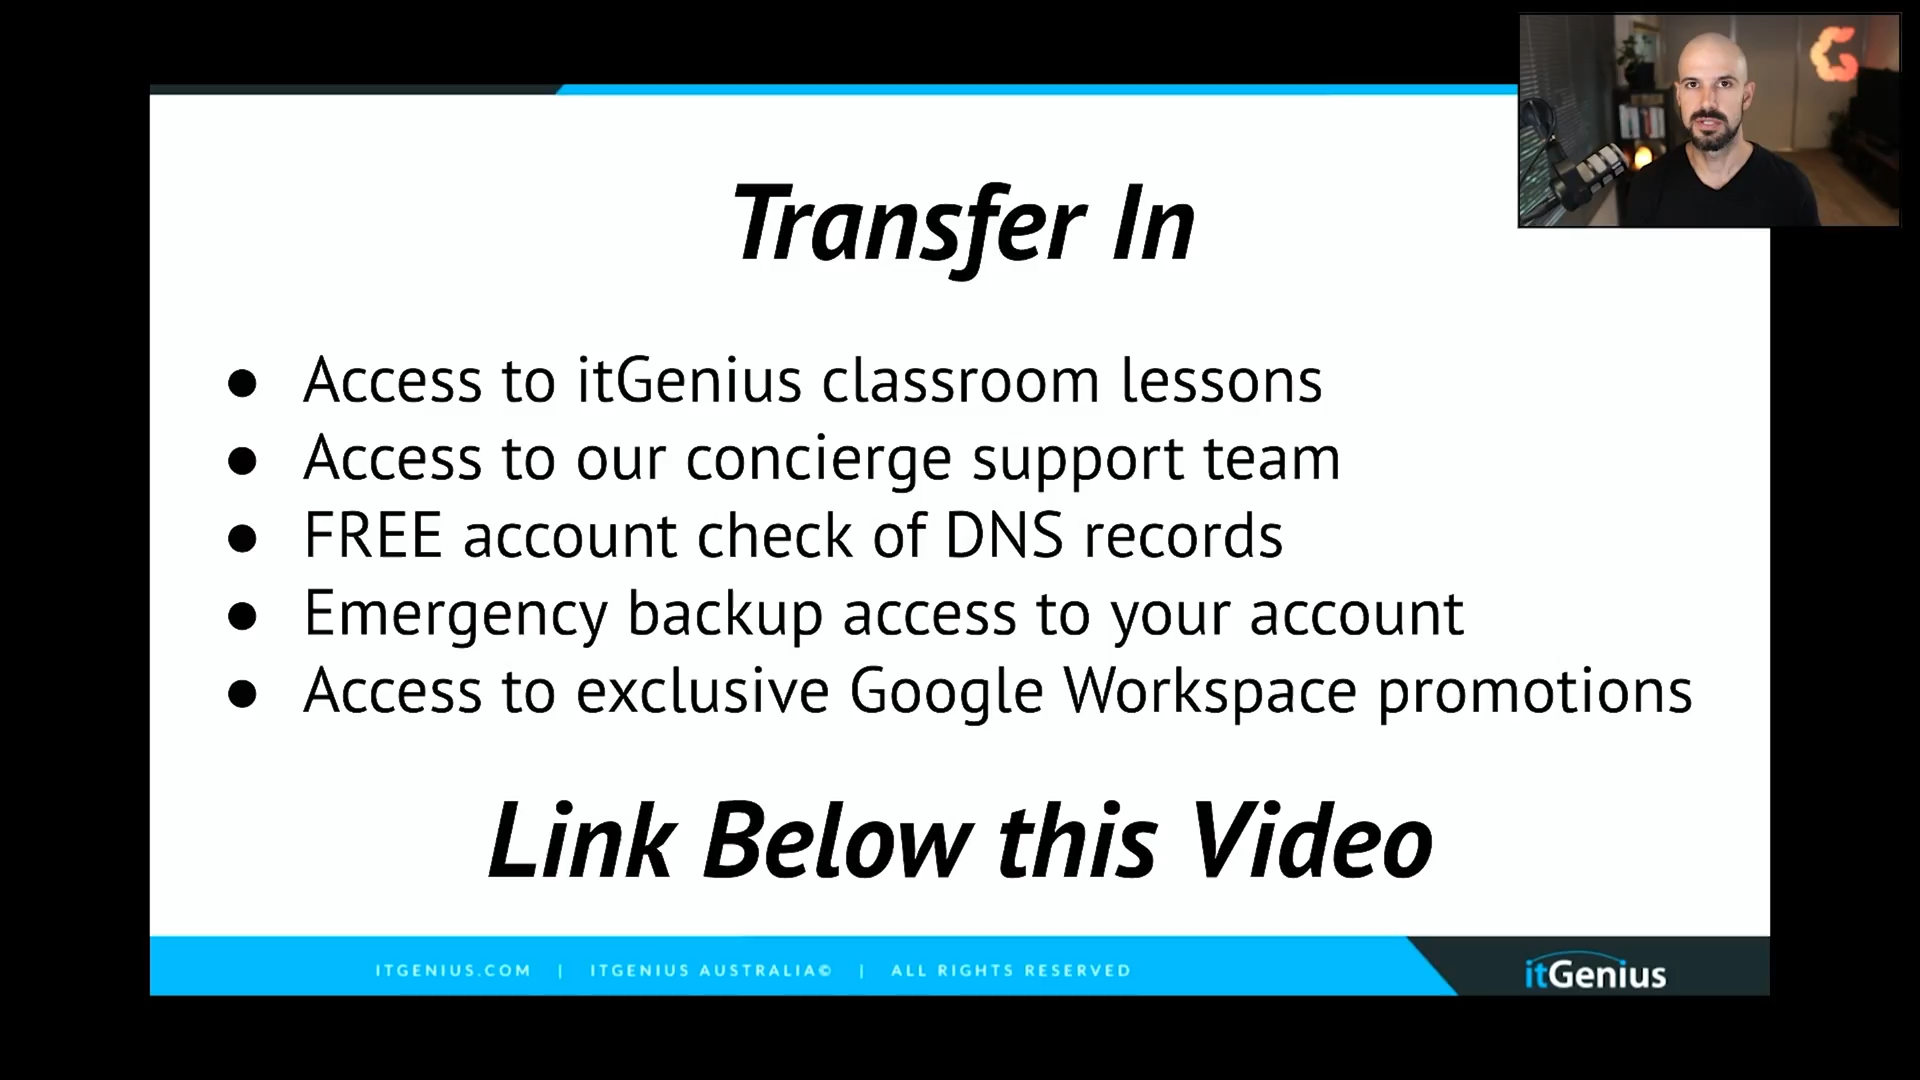 Transfer In
● Access to itGenius classroom lessons
● Access to our concierge support team
● FREE account check of DNS records
● Emergency backup access to your account
● Access to exclusive Google Workspace promotions
Link Below this Video
ITGENIUS.COM | ITGENIUS AUSTRALIA© | ALL RIGHTS RESERVED
itGenius